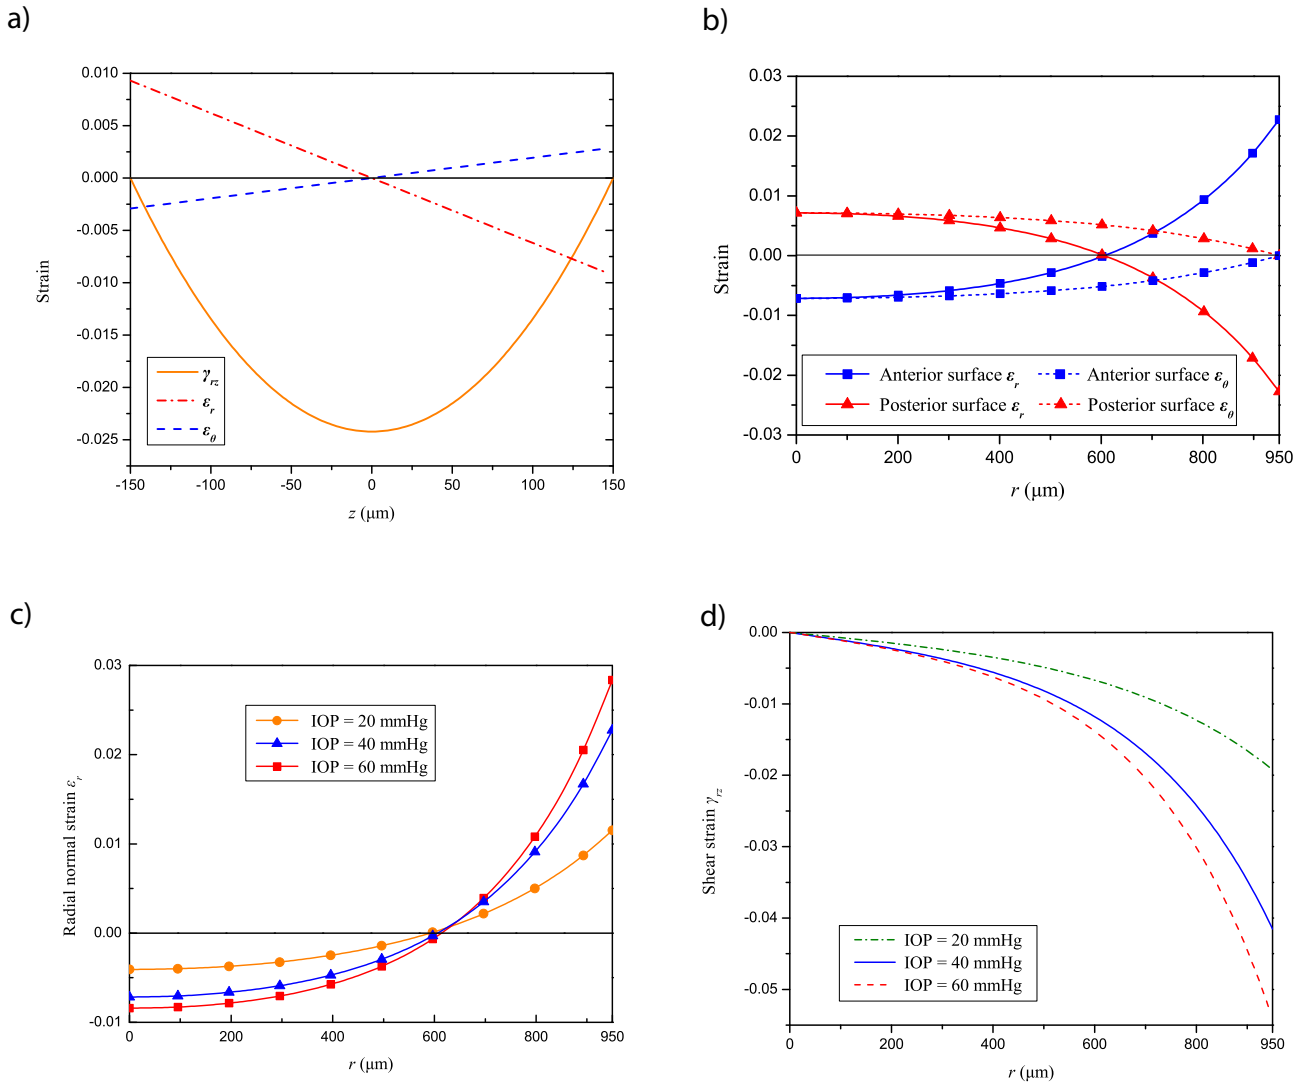 a)
0.010
0.005
0.000
-0.005
-0.010
-0.015
-0.020
-0.025
Strain
γrz
εr
εθ
-150 -100 -50 0 50 100 150
z (μm)
b)
0.03
0.02
0.01
0.00
-0.01
-0.02
-0.03
Strain
Anterior surface εr Anterior surface εθ
Posterior surface εr Posterior surface εθ
0 200 400 600 800 950
r (μm)
c)
0.03
0.02
0.01
0.00
-0.01
Radial normal strain εr
IOP = 20 mmHg
IOP = 40 mmHg
IOP = 60 mmHg
0 200 400 600 800 950
r (μm)
d)
0.00
-0.01
-0.02
-0.03
-0.04
-0.05
Shear strain γrz
IOP = 20 mmHg
IOP = 40 mmHg
IOP = 60 mmHg
0 200 400 600 800 950
r (μm)